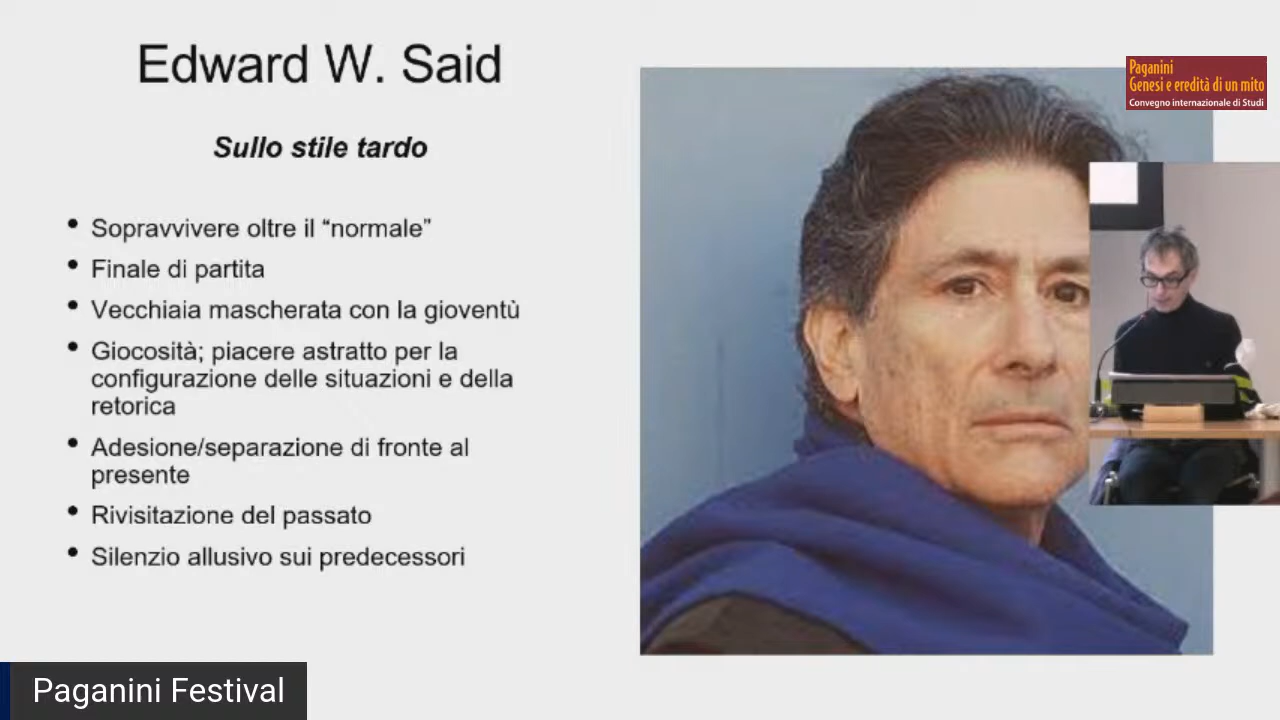 Edward W. Said
Sullo stile tardo
• Sopravvivere oltre il “normale”
• Finale di partita
• Vecchiaia mascherata con la gioventù
• Giocosità; piacere astratto per la
configurazione delle situazioni e della
retorica
• Adesione/separazione di fronte al
presente
• Rivisitazione del passato
• Silenzio allusivo sui predecessori
Paganini
Genesi e eredità di un mito
Convegno internazionale di Studi
Paganini Festival